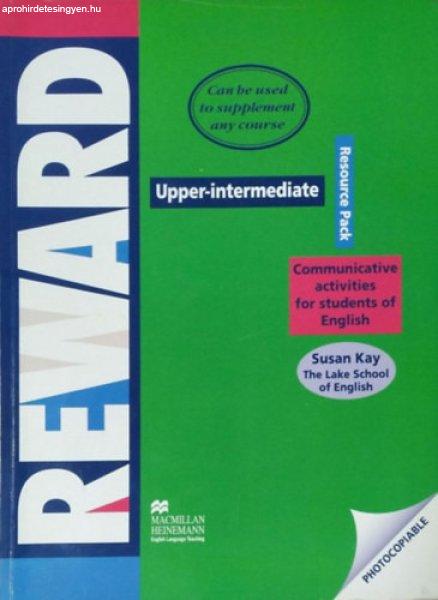 aprohirdetesingyen.hu
REWARD
Can be used
to supplement
any course
Upper-intermediate
Resource Pack
Communicative
activities
for students of
English
Susan Kay
The Lake School
of English
MACMILLAN
HEINEMANN
English Language Teaching
PHOTOCOPIABLE